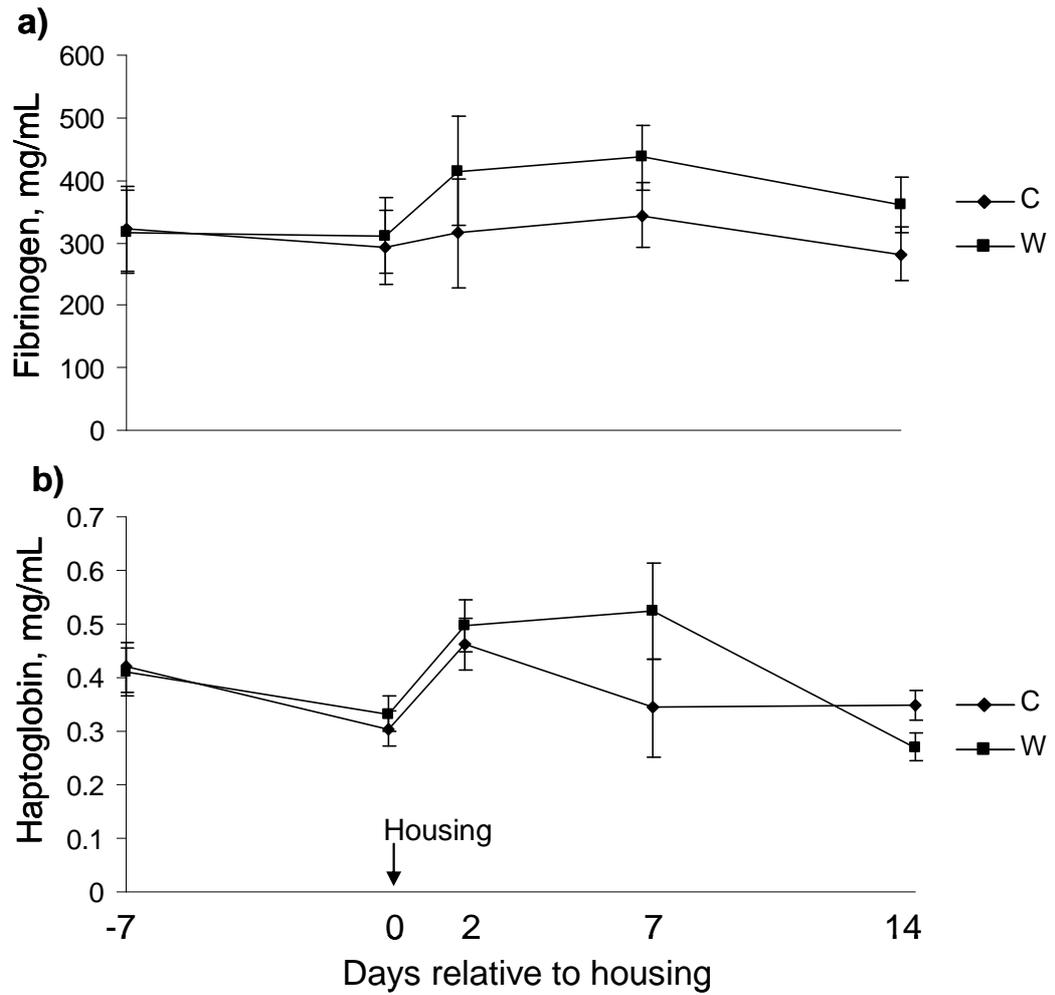 a)
Fibrinogen, mg/mL
600
500
400
300
200
100
0
C
W
b)
Haptoglobin, mg/mL
0.7
0.6
0.5
0.4
0.3
0.2
0.1
0
C
W
Housing
-7 0 2 7 14
Days relative to housing